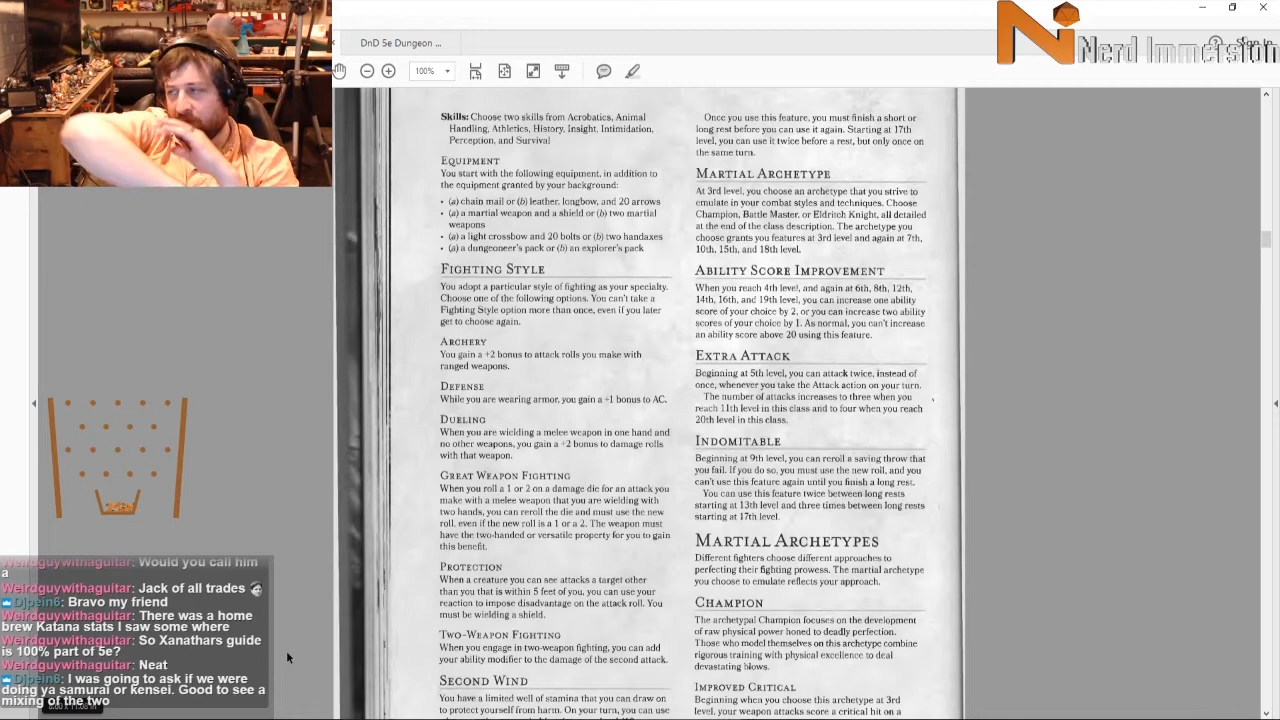 DnD 5e Dungeon ...
Sign In
Nerd Immersion
100%
Skills: Choose two skills from Acrobatics, Animal
Handling, Athletics, History, Insight, Intimidation,
Perception, and Survival
EQUIPMENT
You start with the following equipment, in addition to
the equipment granted by your background:
• (a) chain mail or (b) leather, longbow, and 20 arrows
• (a) a martial weapon and a shield or (b) two martial
weapons
• (a) a light crossbow and 20 bolts or (b) two handaxes
• (a) a dungeoneer's pack or (b) an explorer's pack
FIGHTING STYLE
You adopt a particular style of fighting as your specialty.
Choose one of the following options. You can't take a
Fighting Style option more than once, even if you later
get to choose again.
ARCHERY
You gain a +2 bonus to attack rolls you make with
ranged weapons.
DEFENSE
While you are wearing armor, you gain a +1 bonus to AC.
DUELING
When you are wielding a melee weapon in one hand and
no other weapons, you gain a +2 bonus to damage rolls
with that weapon.
GREAT WEAPON FIGHTING
When you roll a 1 or 2 on a damage die for an attack you
make with a melee weapon that you are wielding with
two hands, you can reroll the die and must use the new
roll, even if the new roll is a 1 or a 2. The weapon must
have the two-handed or versatile property for you to gain
this benefit.
PROTECTION
When a creature you can see attacks a target other
than you that is within 5 feet of you, you can use your
reaction to impose disadvantage on the attack roll. You
must be wielding a shield.
TWO-WEAPON FIGHTING
When you engage in two-weapon fighting, you can add
your ability modifier to the damage of the second attack.
SECOND WIND
You have a limited well of stamina that you can draw on
to protect yourself from harm. On your turn, you can use
Once you use this feature, you must finish a short or
long rest before you can use it again. Starting at 17th
level, you can use it twice before a rest, but only once on
the same turn.
MARTIAL ARCHETYPE
At 3rd level, you choose an archetype that you strive to
emulate in your combat styles and techniques. Choose
Champion, Battle Master, or Eldritch Knight, all detailed
at the end of the class description. The archetype you
choose grants you features at 3rd level and again at 7th,
10th, 15th, and 18th level.
ABILITY SCORE IMPROVEMENT
When you reach 4th level, and again at 6th, 8th, 12th,
14th, 16th, and 19th level, you can increase one ability
score of your choice by 2, or you can increase two ability
scores of your choice by 1. As normal, you can't increase
an ability score above 20 using this feature.
EXTRA ATTACK
Beginning at 5th level, you can attack twice, instead of
once, whenever you take the Attack action on your turn.
The number of attacks increases to three when you
reach 11th level in this class and to four when you reach
20th level in this class.
INDOMITABLE
Beginning at 9th level, you can reroll a saving throw that
you fail. If you do so, you must use the new roll, and you
can't use this feature again until you finish a long rest.
You can use this feature twice between long rests
starting at 13th level and three times between long rests
starting at 17th level.
MARTIAL ARCHETYPES
Different fighters choose different approaches to
perfecting their fighting prowess. The martial archetype
you choose to emulate reflects your approach.
CHAMPION
The archetypal Champion focuses on the development
of raw physical power honed to deadly perfection.
Those who model themselves on this archetype combine
rigorous training with physical excellence to deal
devastating blows.
IMPROVED CRITICAL
Beginning when you choose this archetype at 3rd
level, your weapon attacks score a critical hit on a
Weirdguywithaguitar: Would you call him
a
Weirdguywithaguitar: Jack of all trades
Djpein6: Bravo my friend
Weirdguywithaguitar: There was a home
brew Katana stats I saw some where
Weirdguywithaguitar: So Xanathars guide
is 100% part of 5e?
Weirdguywithaguitar: Neat
Djpein6: I was going to ask if we were
doing ya samurai or kensei. Good to see a
mixing of the two